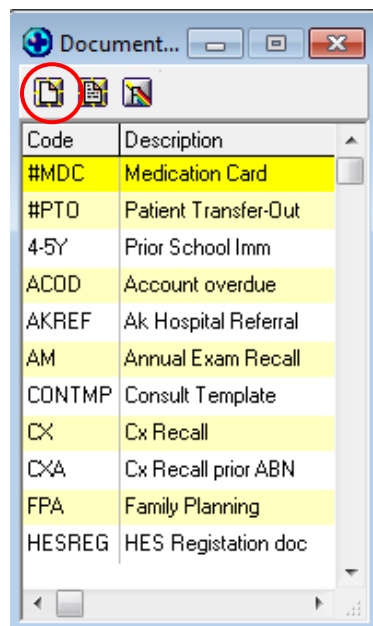 Document...
Code Description
#MDC Medication Card
#PTO Patient Transfer-Out
4-5Y Prior School Imm
ACOD Account overdue
AKREF Ak Hospital Referral
AM Annual Exam Recall
CONTMP Consult Template
CX Cx Recall
CXA Cx Recall prior ABN
FPA Family Planning
HESREG HES Registation doc